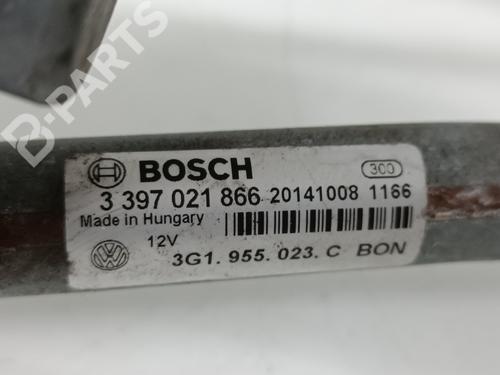 B-PARTS
BOSCH
300
3 397 021 866 20141008 1166
Made in Hungary
12V
3G1. 955. 023. C BON